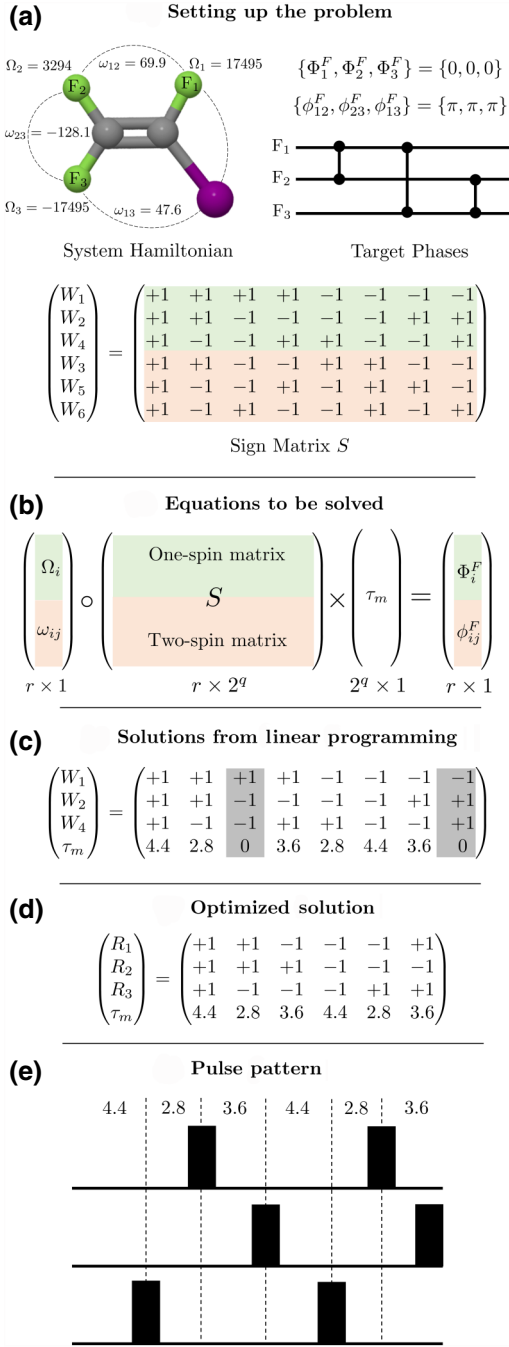 (a) Setting up the problem
Ω₂ = 3294 ω₁₂ = 69.9 Ω₁ = 17495
F₂ F₁
ω₂₃ = −128.1
F₃
Ω₃ = −17495 ω₁₃ = 47.6
{Φ₁ᶠ, Φ₂ᶠ, Φ₃ᶠ} = {0, 0, 0}
{ϕ₁₂ᶠ, ϕ₂₃ᶠ, ϕ₁₃ᶠ} = {π, π, π}
F₁
F₂
F₃
System Hamiltonian Target Phases
W₁ +1 +1 +1 +1 −1 −1 −1 −1
W₂ +1 +1 −1 −1 −1 −1 +1 +1
W₄ = +1 −1 −1 +1 +1 −1 −1 +1
W₃ +1 +1 −1 −1 +1 +1 −1 −1
W₅ +1 −1 −1 +1 −1 +1 +1 −1
W₆ +1 −1 +1 −1 −1 +1 −1 +1
Sign Matrix S
(b) Equations to be solved
One-spin matrix
Ωᵢ Φᵢᶠ
∘ S × τₘ =
ωᵢⱼ ϕᵢⱼᶠ
Two-spin matrix
r × 1 r × 2^q 2^q × 1 r × 1
(c) Solutions from linear programming
W₁ +1 +1 +1 +1 −1 −1 −1 −1
W₂ = +1 +1 −1 −1 −1 −1 +1 +1
W₄ +1 −1 −1 +1 +1 −1 −1 +1
τₘ 4.4 2.8 0 3.6 2.8 4.4 3.6 0
(d) Optimized solution
R₁ +1 +1 −1 −1 −1 +1
R₂ = +1 +1 +1 −1 −1 −1
R₃ +1 −1 −1 −1 +1 +1
τₘ 4.4 2.8 3.6 4.4 2.8 3.6
(e) Pulse pattern
4.4 2.8 3.6 4.4 2.8 3.6